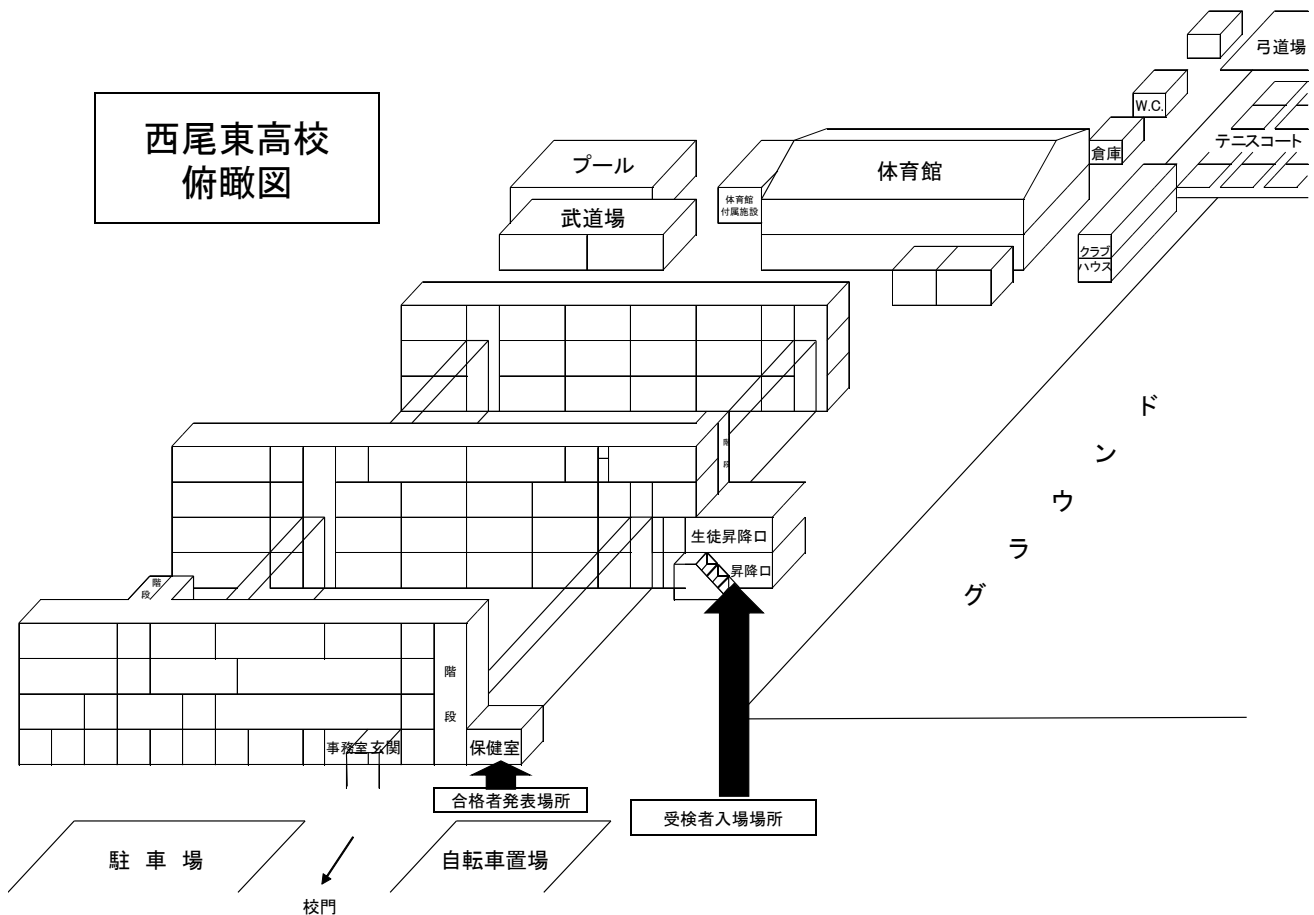 西尾東高校
俯瞰図
弓道場
W.C.
テニスコート
倉庫
プール
体育館
体育館
付属施設
武道場
クラブ
ハウス
グラウンド
階
段
生徒昇降口
昇降口
階
段
階
段
事務室
玄関
保健室
合格者発表場所
受検者入場場所
駐車場
自転車置場
校門